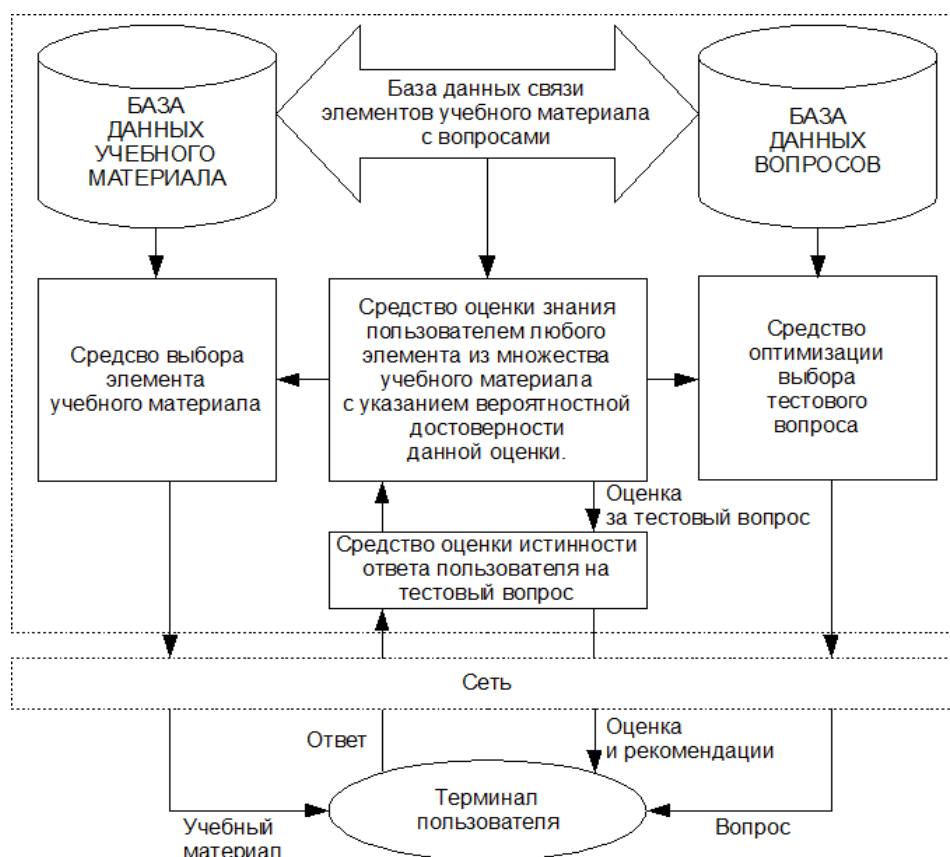 БАЗА
ДАННЫХ
УЧЕБНОГО
МАТЕРИАЛА
База данных связи
элементов учебного материала
с вопросами
БАЗА
ДАННЫХ
ВОПРОСОВ
Средсво выбора
элемента
учебного материала
Средство оценки знания
пользователем любого
элемента из множества
учебного материала
с указанием вероятностной
достоверности
данной оценки.
Средство
оптимизации
выбора
тестового
вопроса
Оценка
за тестовый вопрос
Средство оценки истинности
ответа пользователя на
тестовый вопрос
Сеть
Ответ
Оценка
и рекомендации
Терминал
пользователя
Учебный
материал
Вопрос